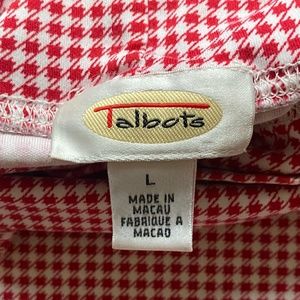 Talbots
L
MADE IN
MACAU
FABRIQUE A
MACAO